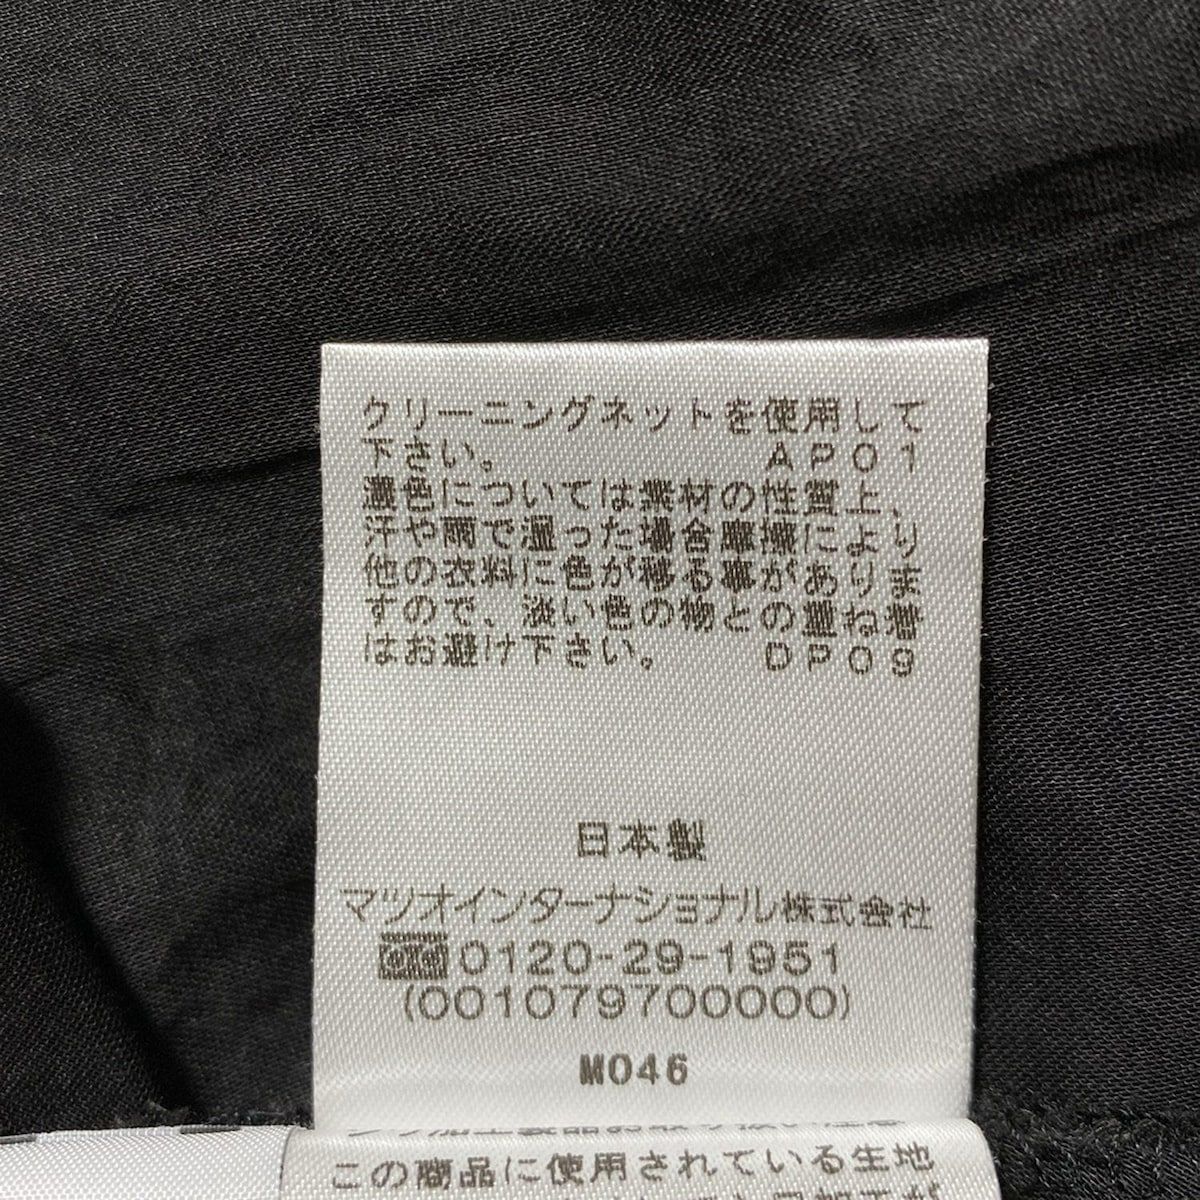 クリーニングネットを使用して
下さい。 AP01
濃色については素材の性質上、
汗や雨で湿った場合摩擦により
他の衣料に色が移る事がありま
すので、淡い色の物との重ね着
はお避け下さい。 DP09
日本製
マツオインターナショナル株式会社
0120-29-1951
(001079700000)
M046
この商品に使用されている生地